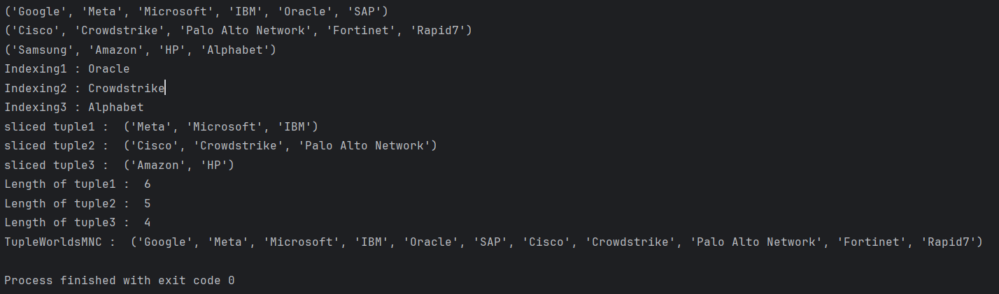 ('Google', 'Meta', 'Microsoft', 'IBM', 'Oracle', 'SAP')
('Cisco', 'Crowdstrike', 'Palo Alto Network', 'Fortinet', 'Rapid7')
('Samsung', 'Amazon', 'HP', 'Alphabet')
Indexing1 : Oracle
Indexing2 : Crowdstrike
Indexing3 : Alphabet
sliced tuple1 :  ('Meta', 'Microsoft', 'IBM')
sliced tuple2 :  ('Cisco', 'Crowdstrike', 'Palo Alto Network')
sliced tuple3 :  ('Amazon', 'HP')
Length of tuple1 :  6
Length of tuple2 :  5
Length of tuple3 :  4
TupleWorldsMNC :  ('Google', 'Meta', 'Microsoft', 'IBM', 'Oracle', 'SAP', 'Cisco', 'Crowdstrike', 'Palo Alto Network', 'Fortinet', 'Rapid7')
Process finished with exit code 0